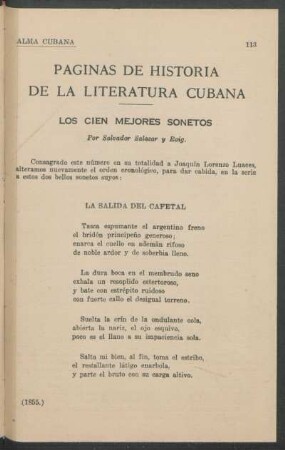 ALMA CUBANA 113
PAGINAS DE HISTORIA
DE LA LITERATURA CUBANA
LOS CIEN MEJORES SONETOS
Por Salvador Salazar y Roig.
Consagrado este número en su totalidad a Joaquín Lorenzo Luaces,
alteramos nuevamente el orden cronológico, para dar cabida, en la serie
a estos dos bellos sonetos suyos:
LA SALIDA DEL CAFETAL
Tasca espumante el argentino freno
el bridón principeño generoso;
enarca el cuello en ademán rijoso
de noble ardor y de soberbia lleno.
La dura boca en el membrudo seno
exhala un resoplido estertoroso,
y bate con estrépito ruidoso
con fuerte callo el desigual terreno.
Suelta la crín de la ondulante cola,
abierta la nariz, el ojo esquiva,
poco es el llano a su impaciencia sola.
Salta mi bien, al fin, toma el estribo,
el restallante látigo enarbola,
y parte el bruto con su carga altivo.
(1855.)